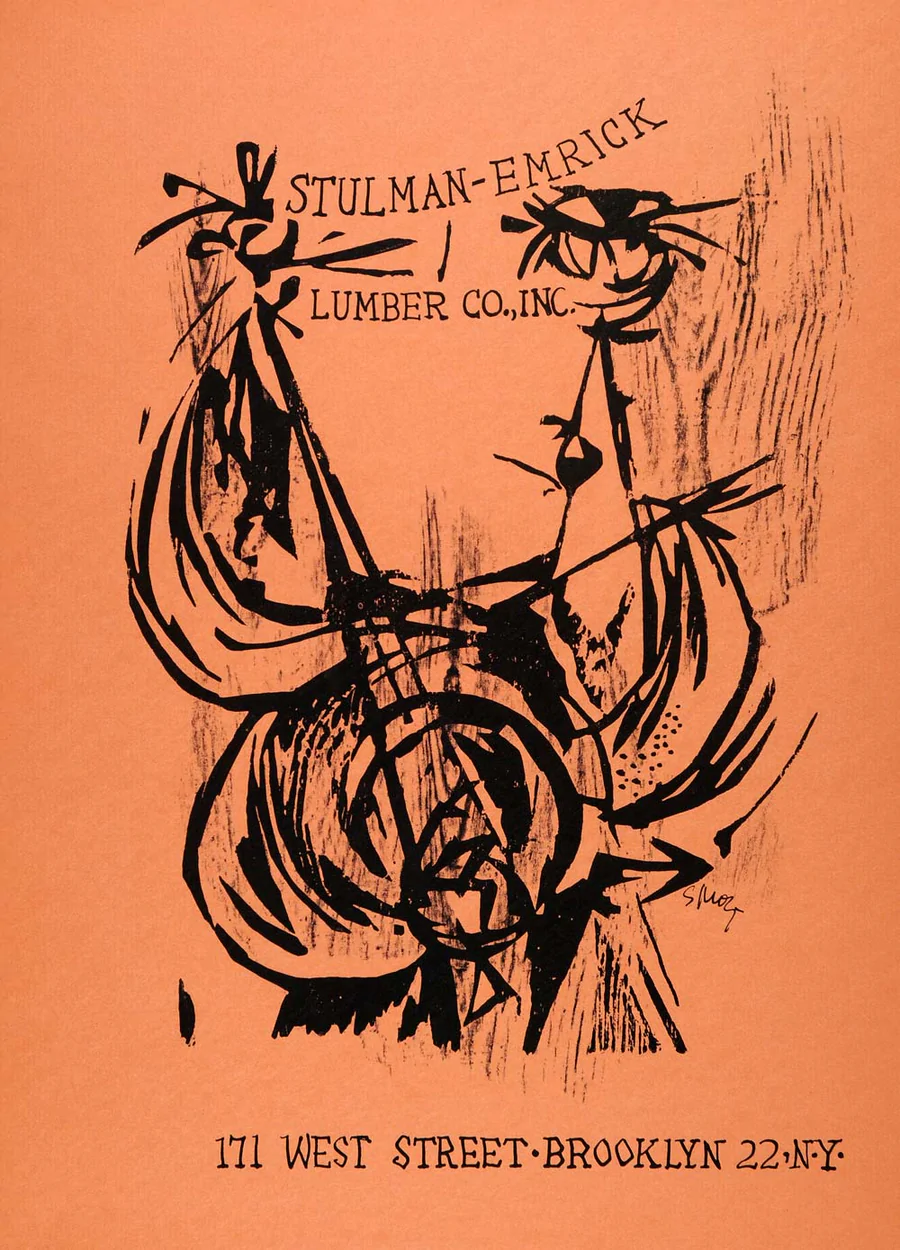 STULMAN-EMRICK
LUMBER CO., INC.
171 WEST STREET·BROOKLYN 22·N·Y·